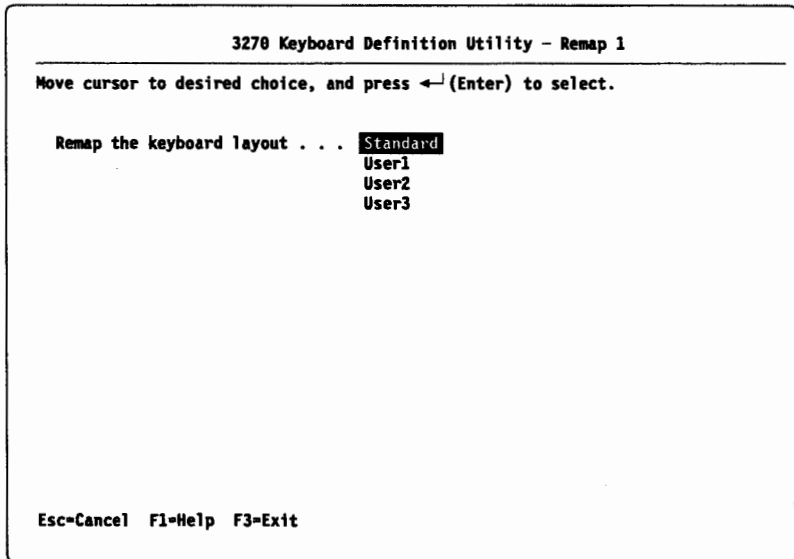 3270 Keyboard Definition Utility – Remap 1
Move cursor to desired choice, and press ↵ (Enter) to select.
Remap the keyboard layout . . . Standard
User1
User2
User3
Esc=Cancel F1=Help F3=Exit